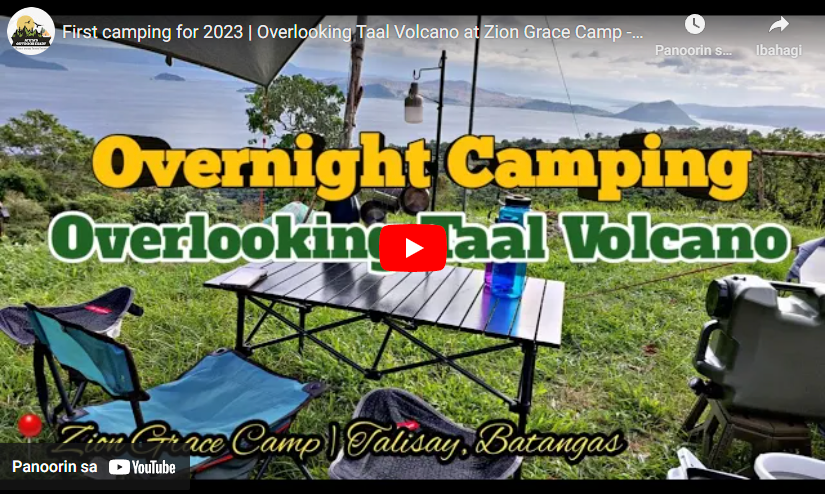 First camping for 2023 | Overlooking Taal Volcano at Zion Grace Camp -...
Panoorin s...
Ibahagi
Overnight Camping
Overlooking Taal Volcano
Zion Grace Camp | Talisay, Batangas
Panoorin sa YouTube